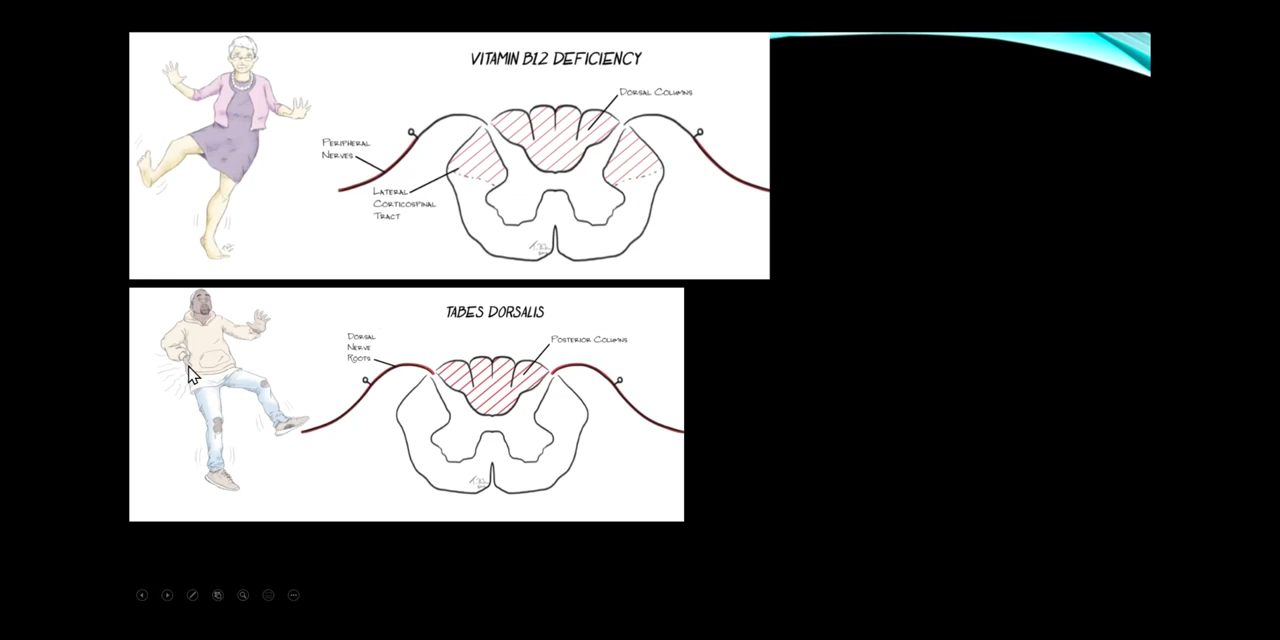 VITAMIN B12 DEFICIENCY
DORSAL COLUMNS
PERIPHERAL
NERVES
LATERAL
CORTICOSPINAL
TRACT
TABES DORSALIS
DORSAL
NERVE
ROOTS
POSTERIOR COLUMNS